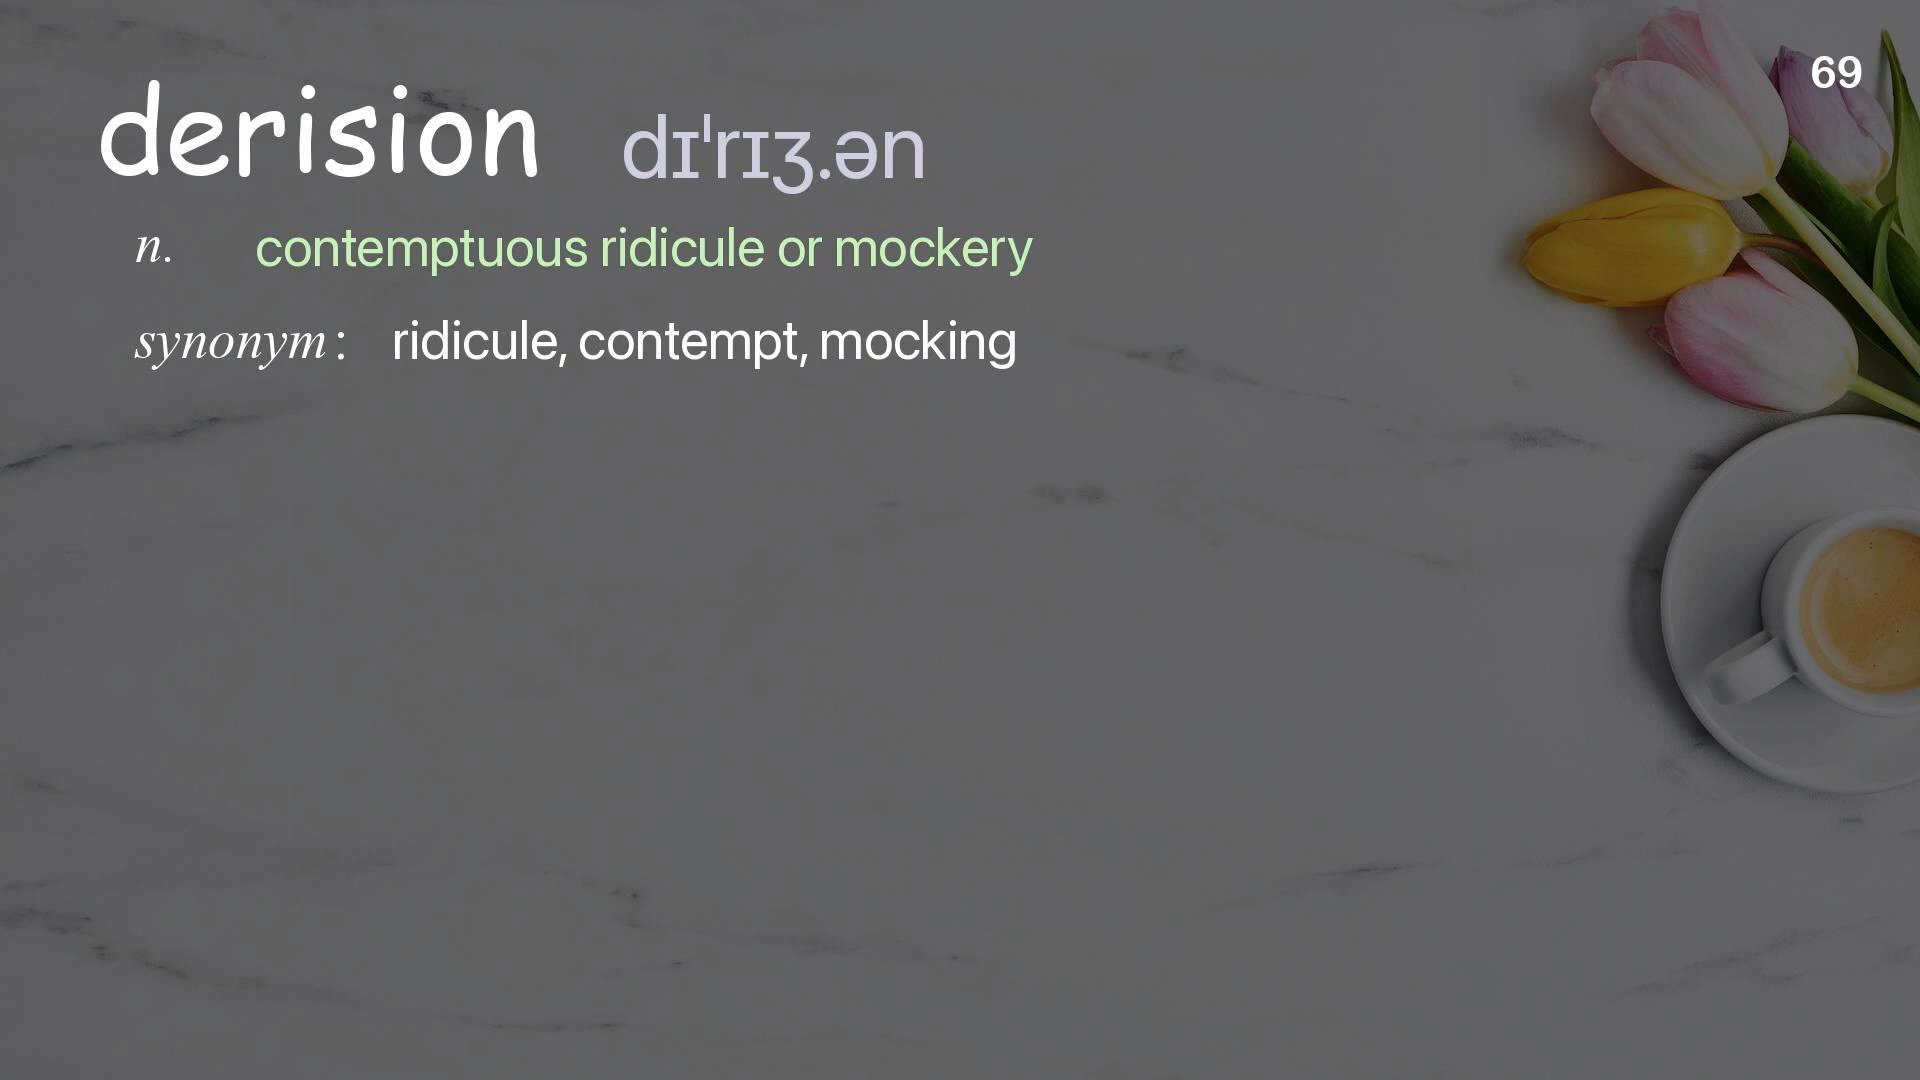 69
derision dɪˈrɪʒ.ən
n. contemptuous ridicule or mockery
synonym : ridicule, contempt, mocking